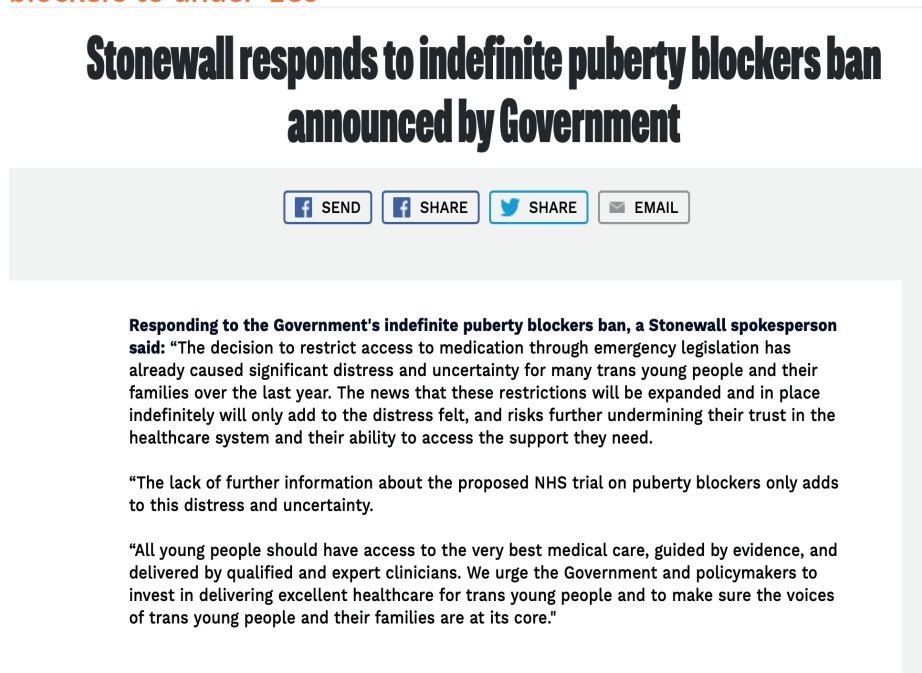 Stonewall responds to indefinite puberty blockers ban
announced by Government
SEND
SHARE
SHARE
EMAIL
Responding to the Government's indefinite puberty blockers ban, a Stonewall spokesperson
said: “The decision to restrict access to medication through emergency legislation has
already caused significant distress and uncertainty for many trans young people and their
families over the last year. The news that these restrictions will be expanded and in place
indefinitely will only add to the distress felt, and risks further undermining their trust in the
healthcare system and their ability to access the support they need.
“The lack of further information about the proposed NHS trial on puberty blockers only adds
to this distress and uncertainty.
“All young people should have access to the very best medical care, guided by evidence, and
delivered by qualified and expert clinicians. We urge the Government and policymakers to
invest in delivering excellent healthcare for trans young people and to make sure the voices
of trans young people and their families are at its core."